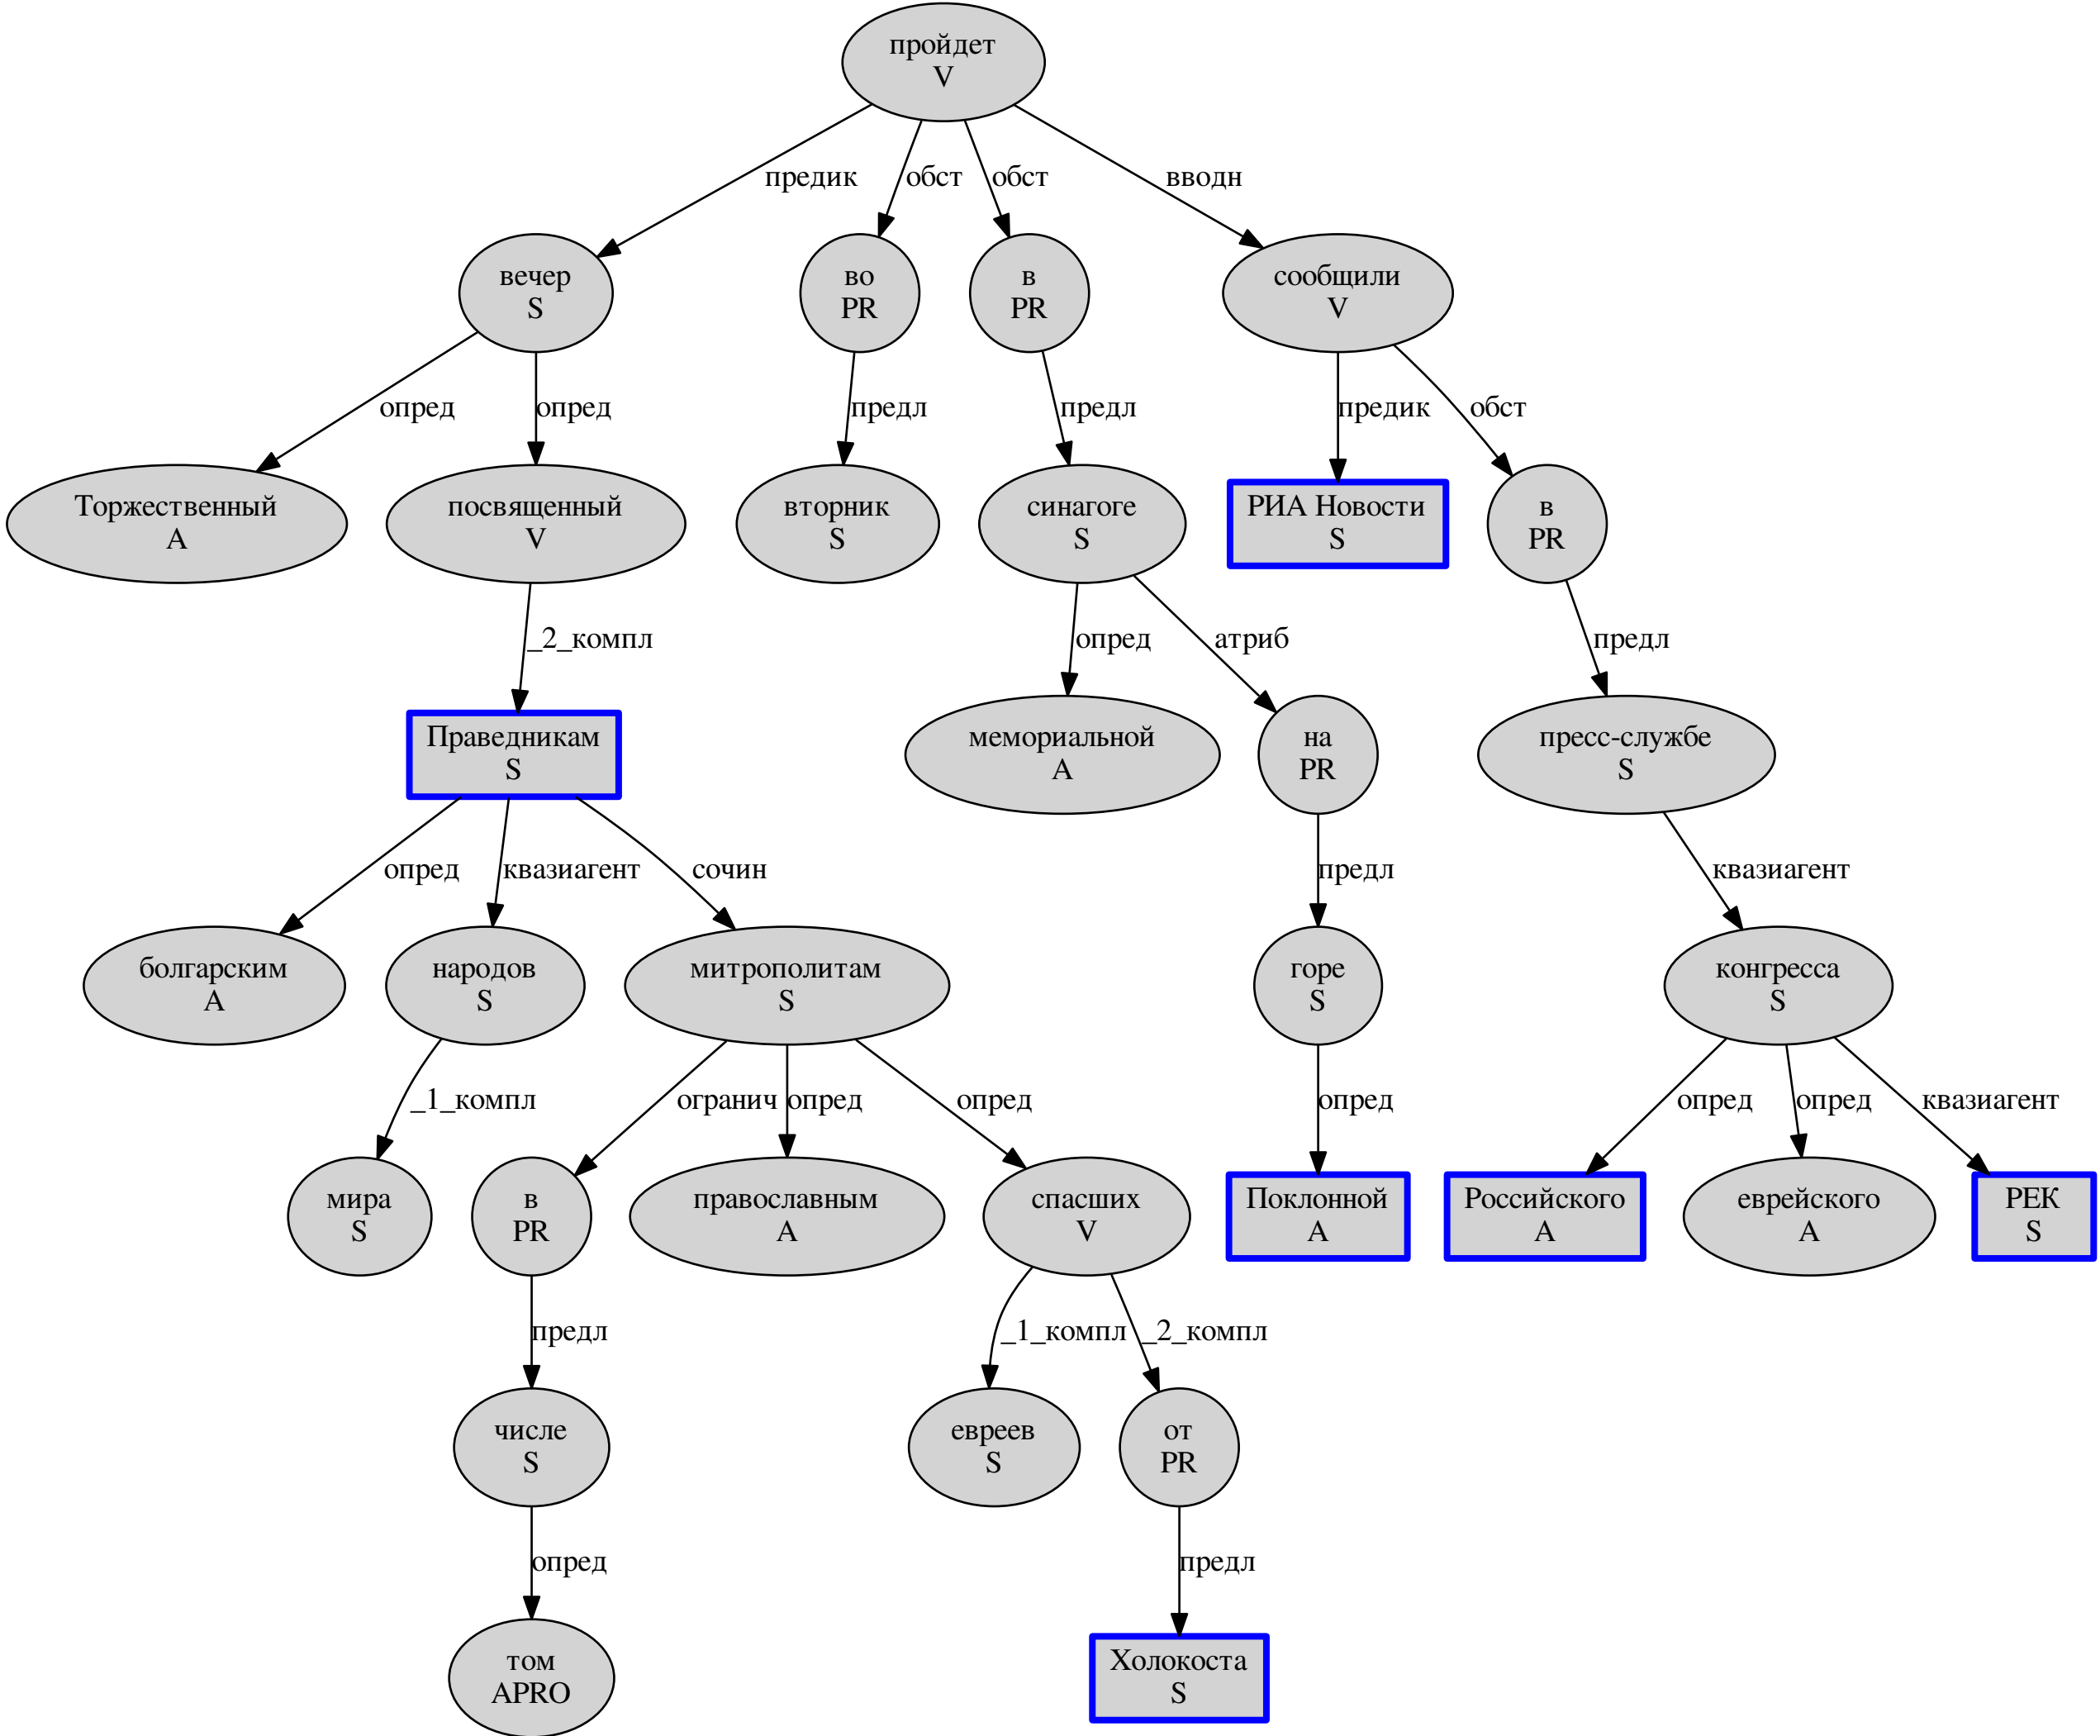 пройдет
V
предик
обст
обст
вводн
вечер
S
во
PR
в
PR
сообщили
V
опред
опред
предл
предл
предик
обст
Торжественный
A
посвященный
V
вторник
S
синагоге
S
РИА Новости
S
в
PR
_2_компл
опред
атриб
предл
Праведникам
S
мемориальной
A
на
PR
пресс-службе
S
опред
квазиагент
сочин
предл
квазиагент
болгарским
A
народов
S
митрополитам
S
горе
S
конгресса
S
_1_компл
огранич
опред
опред
опред
опред
опред
квазиагент
мира
S
в
PR
православным
A
спасших
V
Поклонной
A
Российского
A
еврейского
A
РЕК
S
предл
_1_компл
_2_компл
числе
S
евреев
S
от
PR
опред
предл
том
APRO
Холокоста
S